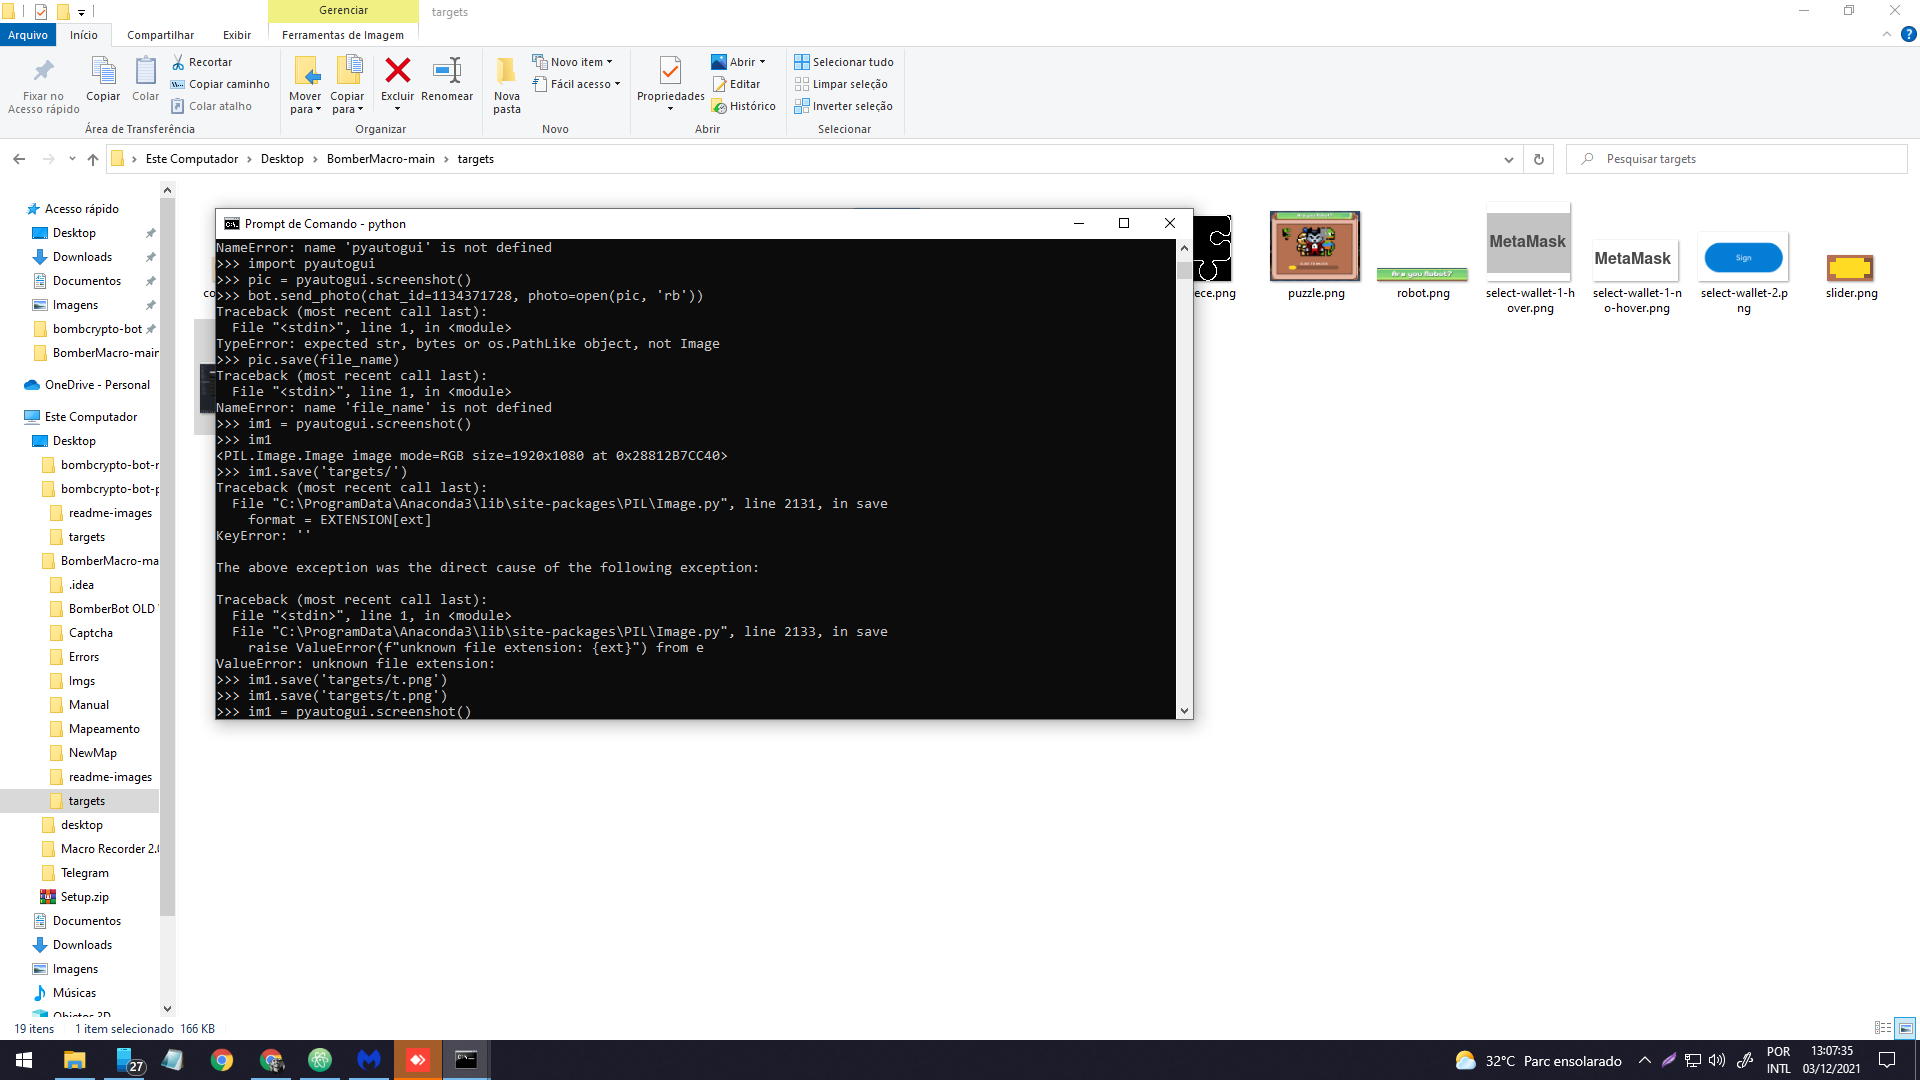 Gerenciar
targets
Arquivo
Início
Compartilhar
Exibir
Ferramentas de Imagem
Fixar no
Acesso rápido
Copiar
Colar
Recortar
Copiar caminho
Colar atalho
Mover
para
Copiar
para
Excluir
Renomear
Nova
pasta
Novo item
Fácil acesso
Propriedades
Abrir
Editar
Histórico
Selecionar tudo
Limpar seleção
Inverter seleção
Área de Transferência
Organizar
Novo
Abrir
Selecionar
Este Computador
Desktop
BomberMacro-main
targets
Pesquisar targets
Acesso rápido
Desktop
Downloads
Documentos
Imagens
bombcrypto-bot
BomberMacro-main
OneDrive - Personal
Este Computador
Desktop
bombcrypto-bot-r
bombcrypto-bot-p
readme-images
targets
BomberMacro-ma
.idea
BomberBot OLD
Captcha
Errors
Imgs
Manual
Mapeamento
NewMap
readme-images
targets
desktop
Macro Recorder 2.0
Telegram
Setup.zip
Documentos
Downloads
Imagens
Músicas
Objetos 3D
co
Prompt de Comando - python
NameError: name 'pyautogui' is not defined
>>> import pyautogui
>>> pic = pyautogui.screenshot()
>>> bot.send_photo(chat_id=1134371728, photo=open(pic, 'rb'))
Traceback (most recent call last):
  File "<stdin>", line 1, in <module>
TypeError: expected str, bytes or os.PathLike object, not Image
>>> pic.save(file_name)
Traceback (most recent call last):
  File "<stdin>", line 1, in <module>
NameError: name 'file_name' is not defined
>>> im1 = pyautogui.screenshot()
>>> im1
<PIL.Image.Image image mode=RGB size=1920x1080 at 0x28812B7CC40>
>>> im1.save('targets/')
Traceback (most recent call last):
  File "C:\ProgramData\Anaconda3\lib\site-packages\PIL\Image.py", line 2131, in save
    format = EXTENSION[ext]
KeyError: ''
The above exception was the direct cause of the following exception:
Traceback (most recent call last):
  File "<stdin>", line 1, in <module>
  File "C:\ProgramData\Anaconda3\lib\site-packages\PIL\Image.py", line 2133, in save
    raise ValueError(f"unknown file extension: {ext}") from e
ValueError: unknown file extension:
>>> im1.save('targets/t.png')
>>> im1.save('targets/t.png')
>>> im1 = pyautogui.screenshot()
ece.png
puzzle.png
Are you Robot?
robot.png
MetaMask
select-wallet-1-h
over.png
MetaMask
select-wallet-1-n
o-hover.png
Sign
select-wallet-2.p
ng
slider.png
19 itens
1 item selecionado 166 KB
27
32°C Parc ensolarado
POR
INTL
13:07:35
03/12/2021